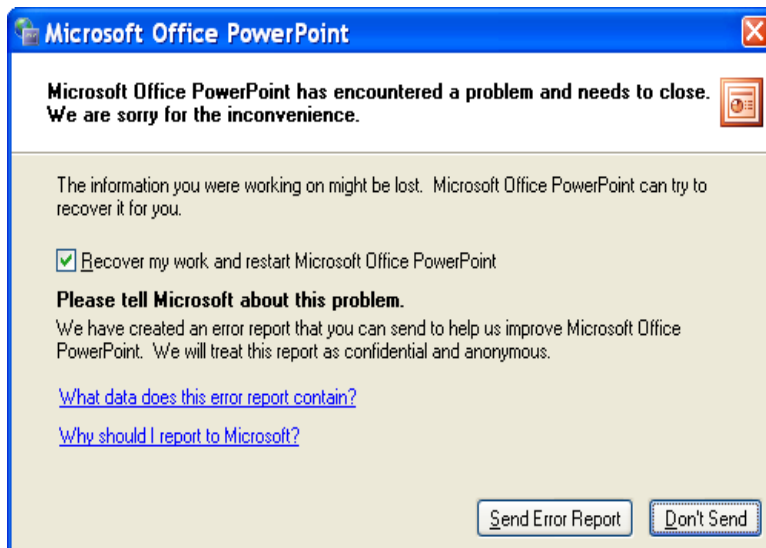 Microsoft Office PowerPoint
Microsoft Office PowerPoint has encountered a problem and needs to close.
We are sorry for the inconvenience.
The information you were working on might be lost. Microsoft Office PowerPoint can try to
recover it for you.
Recover my work and restart Microsoft Office PowerPoint
Please tell Microsoft about this problem.
We have created an error report that you can send to help us improve Microsoft Office
PowerPoint. We will treat this report as confidential and anonymous.
What data does this error report contain?
Why should I report to Microsoft?
Send Error Report
Don't Send